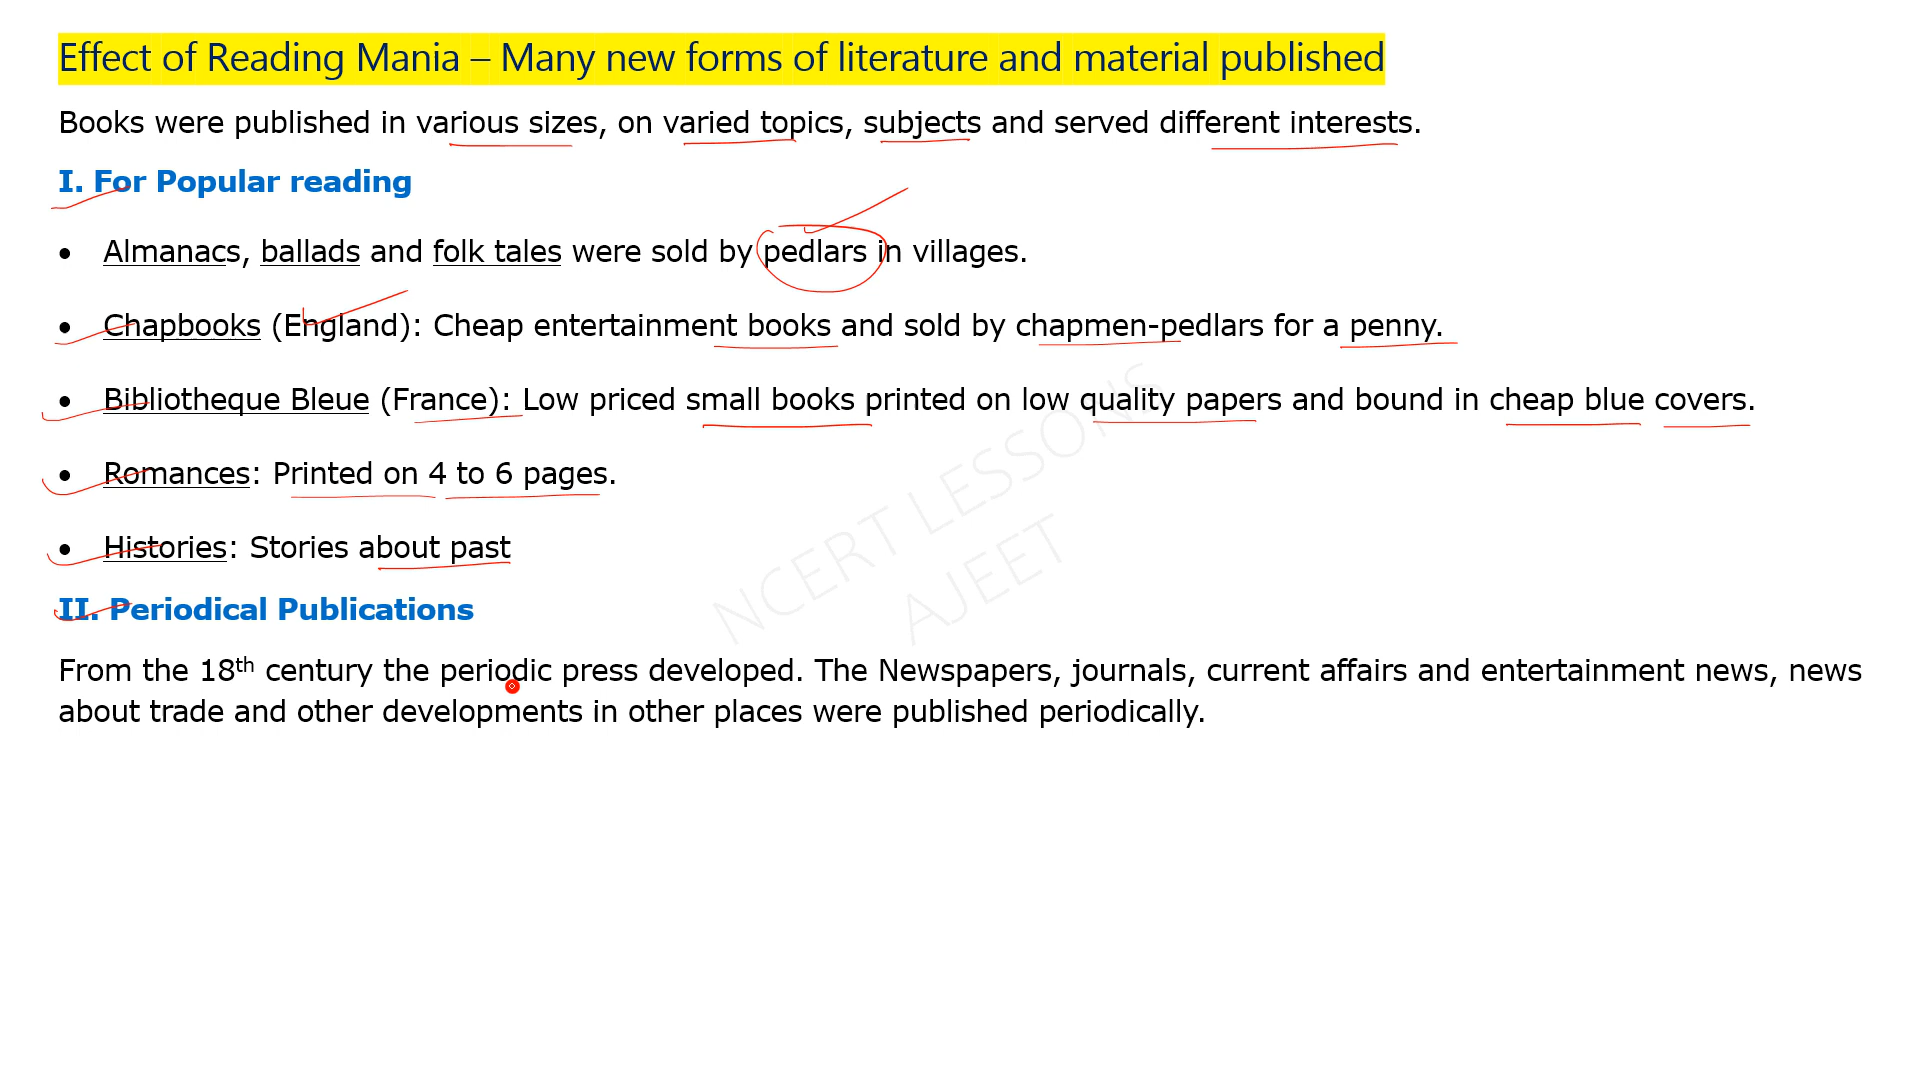 Effect of Reading Mania – Many new forms of literature and material published
Books were published in various sizes, on varied topics, subjects and served different interests.
I. For Popular reading
• Almanacs, ballads and folk tales were sold by pedlars in villages.
• Chapbooks (England): Cheap entertainment books and sold by chapmen-pedlars for a penny.
• Bibliotheque Bleue (France): Low priced small books printed on low quality papers and bound in cheap blue covers.
• Romances: Printed on 4 to 6 pages.
• Histories: Stories about past
II. Periodical Publications
From the 18th century the periodic press developed. The Newspapers, journals, current affairs and entertainment news, news
about trade and other developments in other places were published periodically.
NCERT LESSONS
AJEET